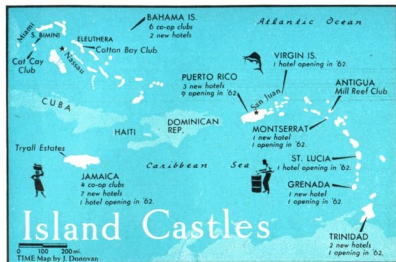 BAHAMA IS.
6 co-op clubs
2 new hotels
Atlantic Ocean
Miami
S. BIMINI
ELEUTHERA
Cotton Bay Club
Nassau
Cat Cay
Club
VIRGIN IS.
1 hotel opening in '62.
PUERTO RICO
3 new hotels
9 opening in '62.
San Juan
ANTIGUA
Mill Reef Club
CUBA
HAITI
DOMINICAN
REP.
MONTSERRAT
1 new hotel
1 opening in '62.
Tryall Estates
Caribbean Sea
ST. LUCIA
1 hotel opening in '62.
JAMAICA
4 co-op clubs
7 new hotels
1 hotel opening in '62.
GRENADA
1 new hotel
1 opening in '62.
Island Castles
TRINIDAD
2 new hotels
1 opening in '62.
0 100 200 mi.
TIME Map by J. Donovan